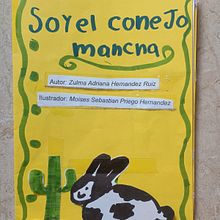 Soy el conejo
mancha
Autor: Zulma Adriana Hernandez Ruiz
Ilustrador: Moises Sebastian Priego Hernandez